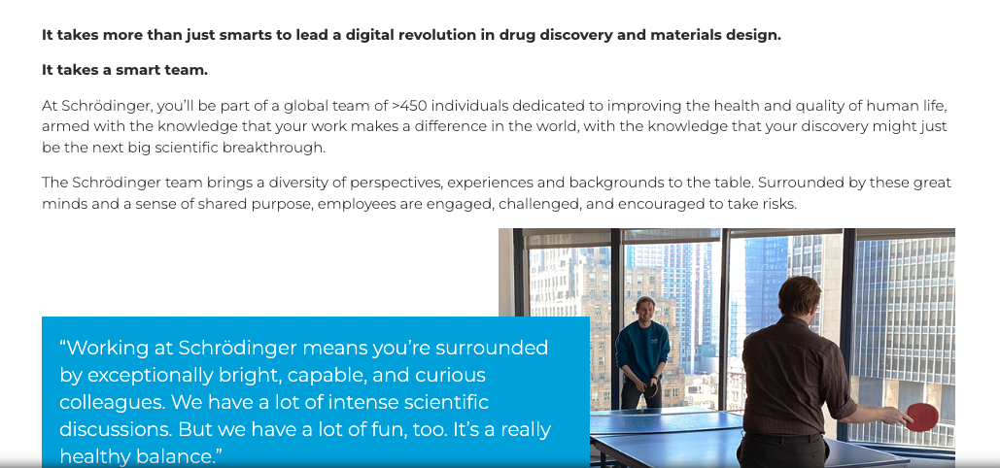 It takes more than just smarts to lead a digital revolution in drug discovery and materials design.
It takes a smart team.
At Schrödinger, you’ll be part of a global team of >450 individuals dedicated to improving the health and quality of human life,
armed with the knowledge that your work makes a difference in the world, with the knowledge that your discovery might just
be the next big scientific breakthrough.
The Schrödinger team brings a diversity of perspectives, experiences and backgrounds to the table. Surrounded by these great
minds and a sense of shared purpose, employees are engaged, challenged, and encouraged to take risks.
“Working at Schrödinger means you’re surrounded
by exceptionally bright, capable, and curious
colleagues. We have a lot of intense scientific
discussions. But we have a lot of fun, too. It’s a really
healthy balance.”